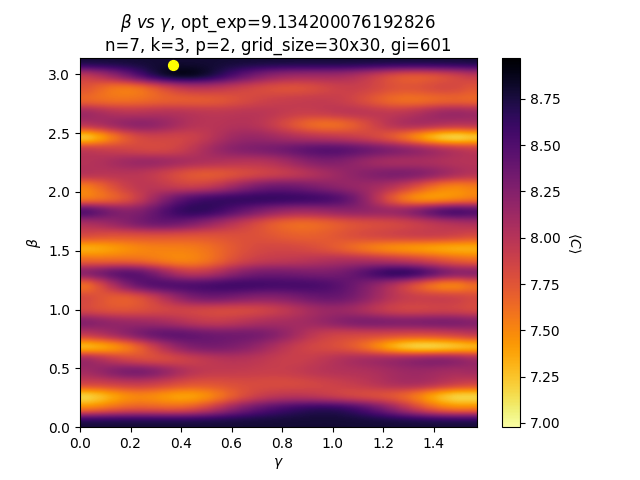 β vs γ, opt_exp=9.134200076192826
n=7, k=3, p=2, grid_size=30x30, gi=601
3.0
2.5
2.0
1.5
1.0
0.5
0.0
β
0.0 0.2 0.4 0.6 0.8 1.0 1.2 1.4
γ
8.75
8.50
8.25
8.00
7.75
7.50
7.25
7.00
⟨C⟩